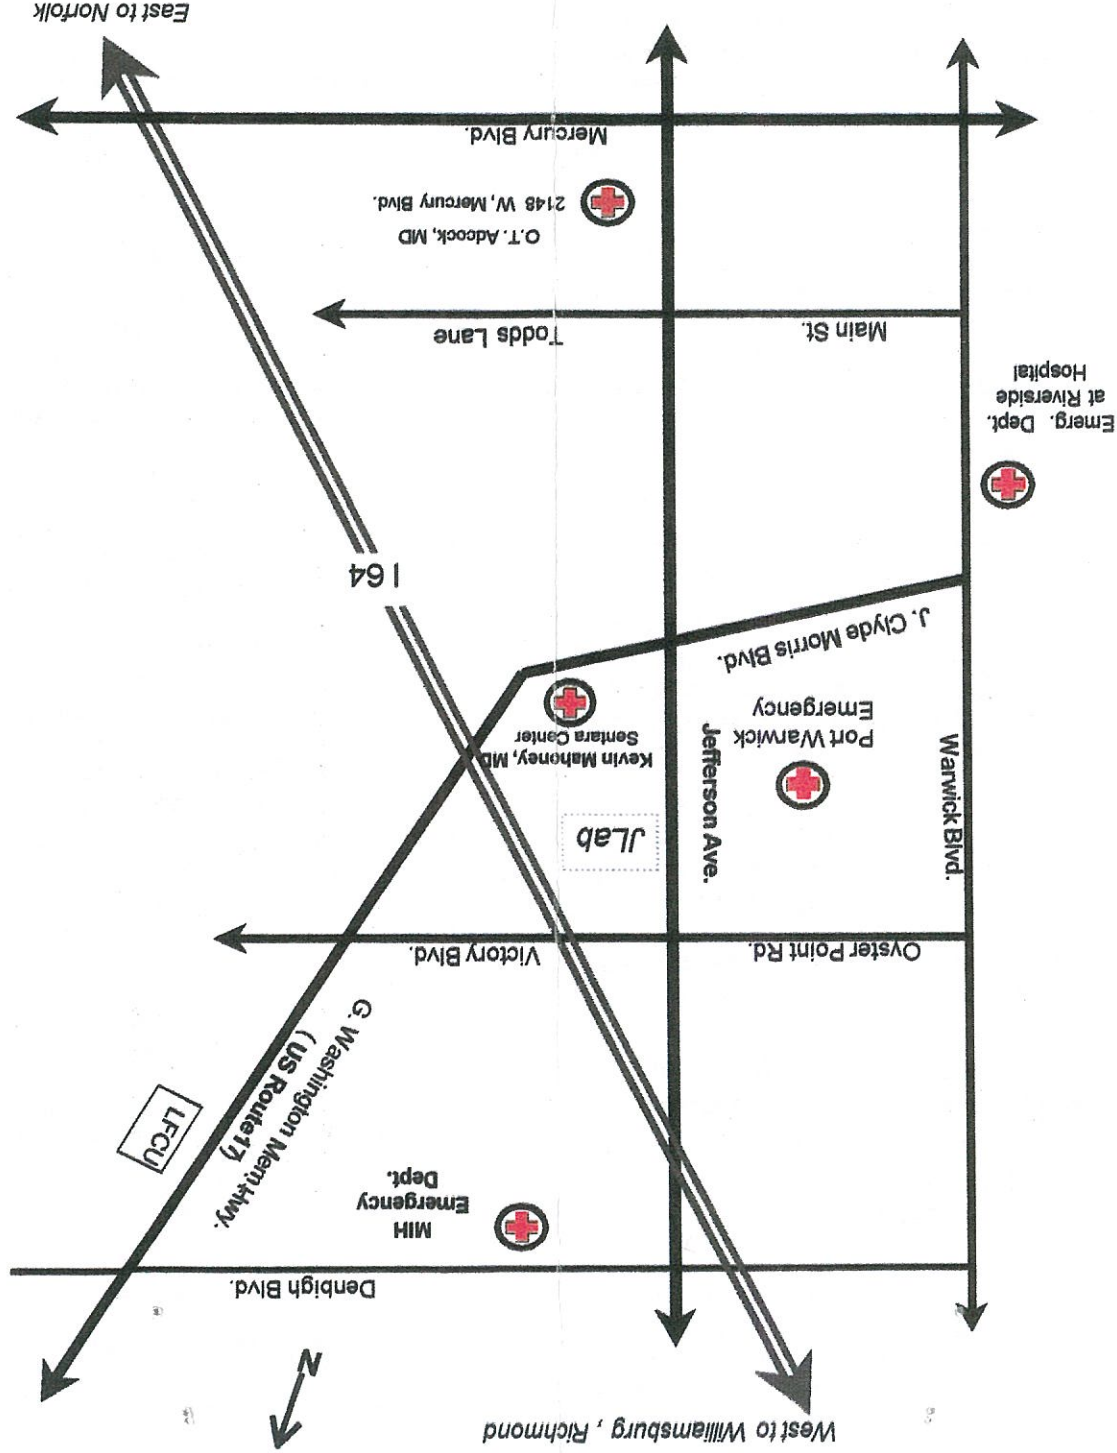 West to Williamsburg , Richmond
N
Denbigh Blvd.
MIH
Emergency
Dept.
LFCU
G. Washington Mem.Hwy.
( US Route17)
Oyster Point Rd.
Victory Blvd.
Warwick Blvd.
Jefferson Ave.
JLab
Port Warwick
Emergency
Kevin Mahoney, MD
Sentara Center
J. Clyde Morris Blvd.
I 64
Emerg. Dept.
at Riverside
Hospital
Main St.
Todds Lane
O.T. Adcock, MD
2148 W, Mercury Blvd.
Mercury Blvd.
East to Norfolk